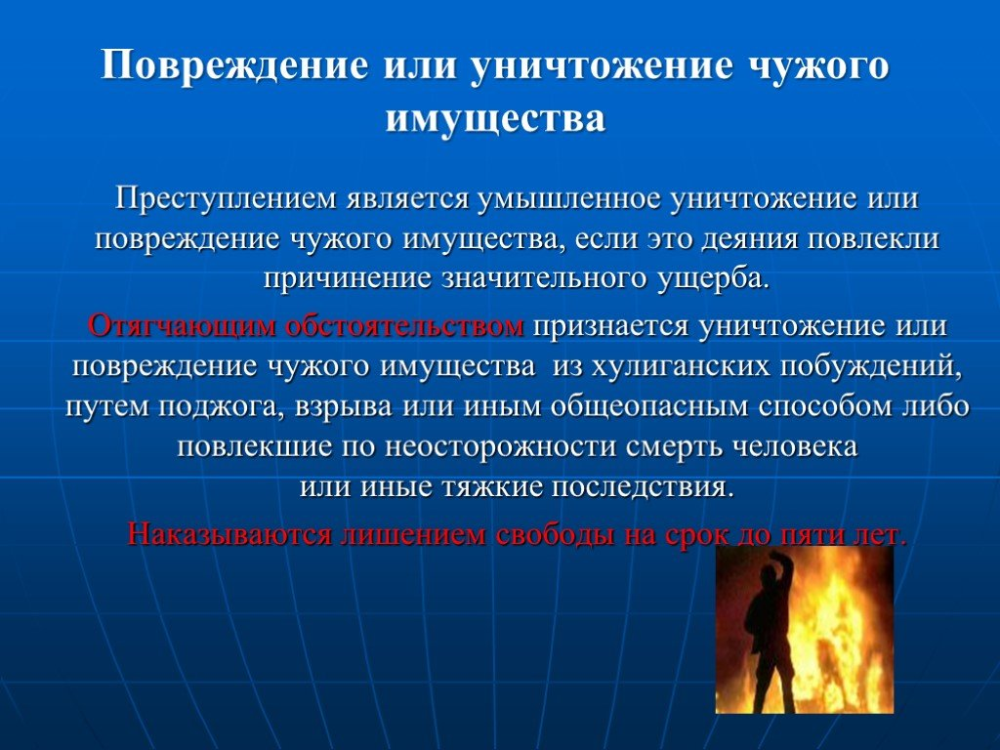 Повреждение или уничтожение чужого
имущества
Преступлением является умышленное уничтожение или
повреждение чужого имущества, если это деяния повлекли
причинение значительного ущерба.
Отягчающим обстоятельством признается уничтожение или
повреждение чужого имущества из хулиганских побуждений,
путем поджога, взрыва или иным общеопасным способом либо
повлекшие по неосторожности смерть человека
или иные тяжкие последствия.
Наказываются лишением свободы на срок до пяти лет.